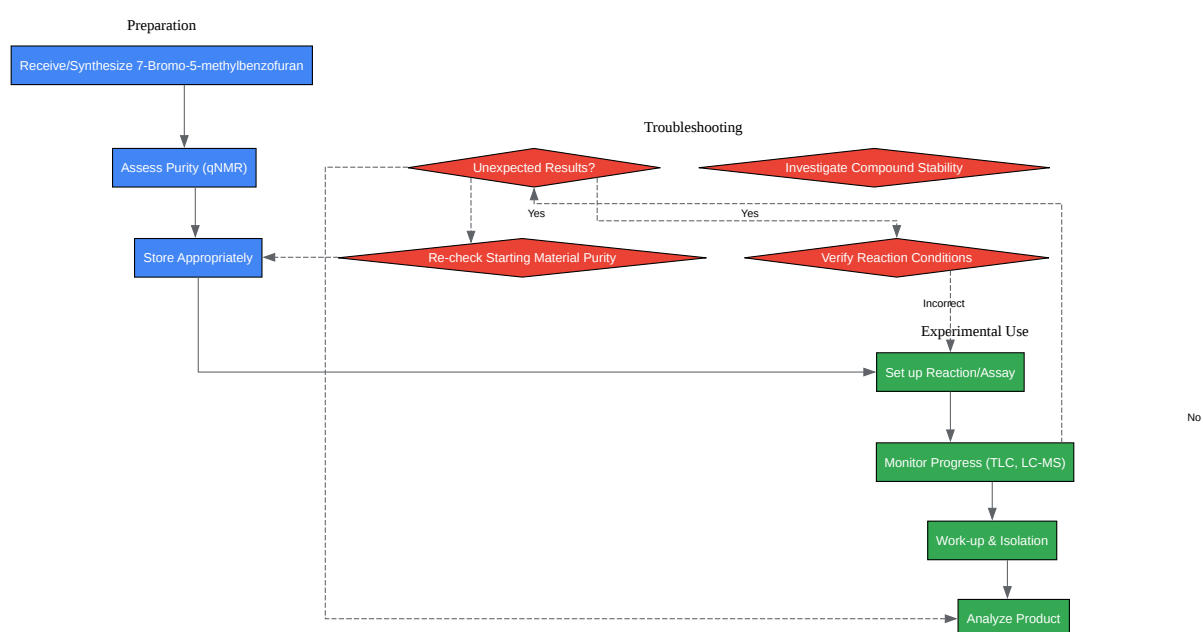 Preparation
Receive/Synthesize 7-Bromo-5-methylbenzofuran
Troubleshooting
Assess Purity (qNMR)
Unexpected Results?
Investigate Compound Stability
Yes
Yes
Store Appropriately
Re-check Starting Material Purity
Verify Reaction Conditions
Incorrect
Experimental Use
Set up Reaction/Assay
No
Monitor Progress (TLC, LC-MS)
Work-up & Isolation
Analyze Product